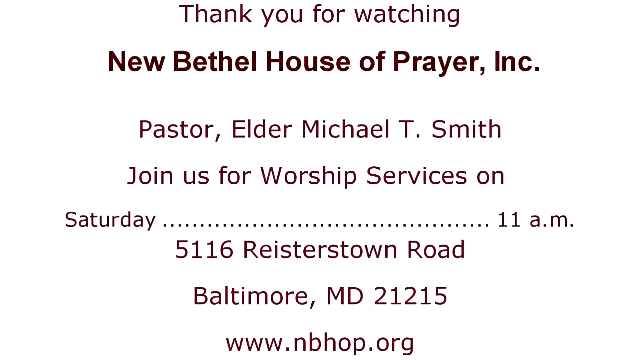 Thank you for watching
New Bethel House of Prayer, Inc.
Pastor, Elder Michael T. Smith
Join us for Worship Services on
Saturday ............................................ 11 a.m.
5116 Reisterstown Road
Baltimore, MD 21215
www.nbhop.org